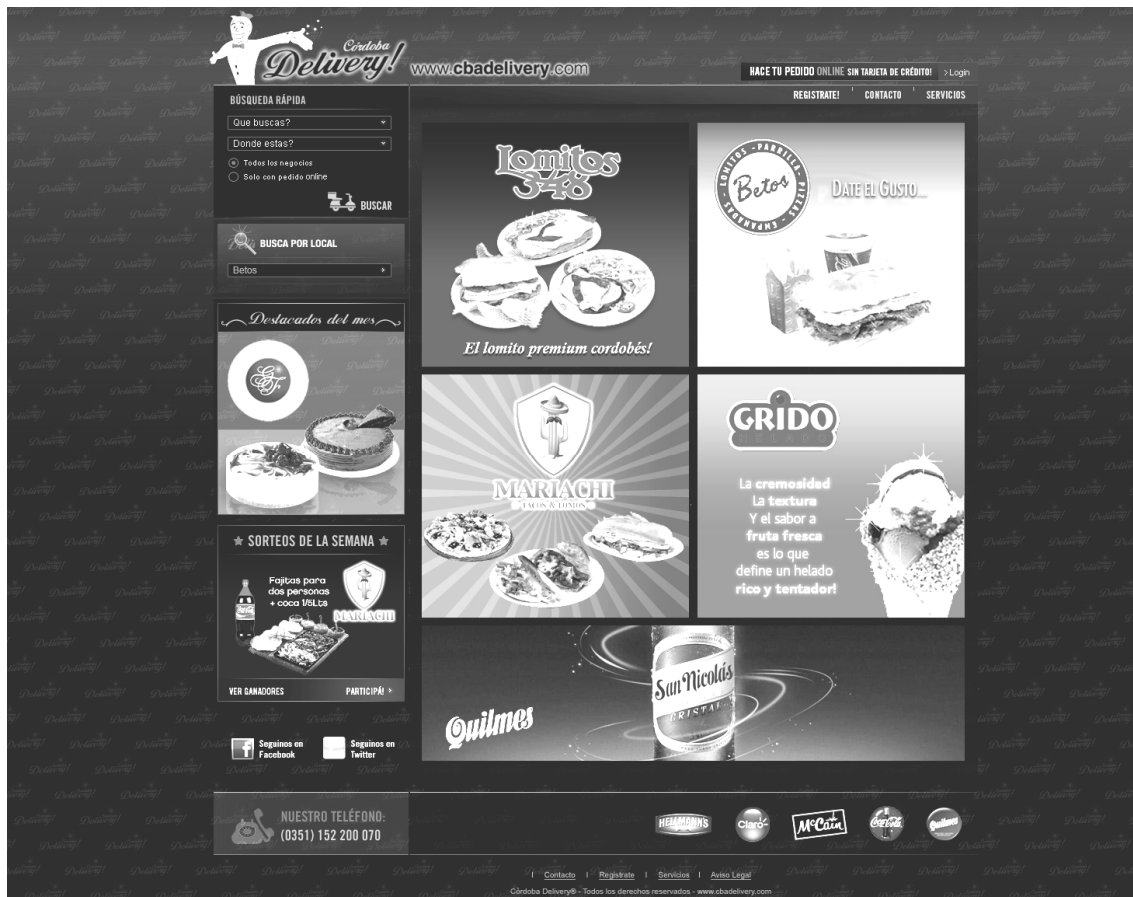 Córdoba
Delivery!
www.cbadelivery.com
HACE TU PEDIDO ONLINE SIN TARJETA DE CRÉDITO!
> Login
REGISTRATE!
CONTACTO
SERVICIOS
BÚSQUEDA RÁPIDA
Que buscas?
Donde estas?
Todos los negocios
Solo con pedido online
BUSCAR
BUSCA POR LOCAL
Betos
Destacados del mes
GF
SORTEOS DE LA SEMANA
Fajitas para
dos personas
+ coca 1/5Lts
MARIACHI
VER GANADORES
PARTICIPÁ! >
Seguinos en
Facebook
Seguinos en
Twitter
Lomitos
348
El lomito premium cordobés!
LOMITOS - PARRILLA - PIZZAS - EMPANADAS -
Betos
DATE EL GUSTO...
MARIACHI
TACOS & LOMOS
GRIDO
HELADO
La cremosidad
La textura
Y el sabor a
fruta fresca
es lo que
define un helado
rico y tentador!
Quilmes
San Nicolás
CRISTAL
NUESTRO TELÉFONO:
(0351) 152 200 070
HELLMANN'S
Claro
McCain
Coca-Cola
Quilmes
| Contacto | Registrate | Servicios | Aviso Legal
Córdoba Delivery® - Todos los derechos reservados - www.cbadelivery.com